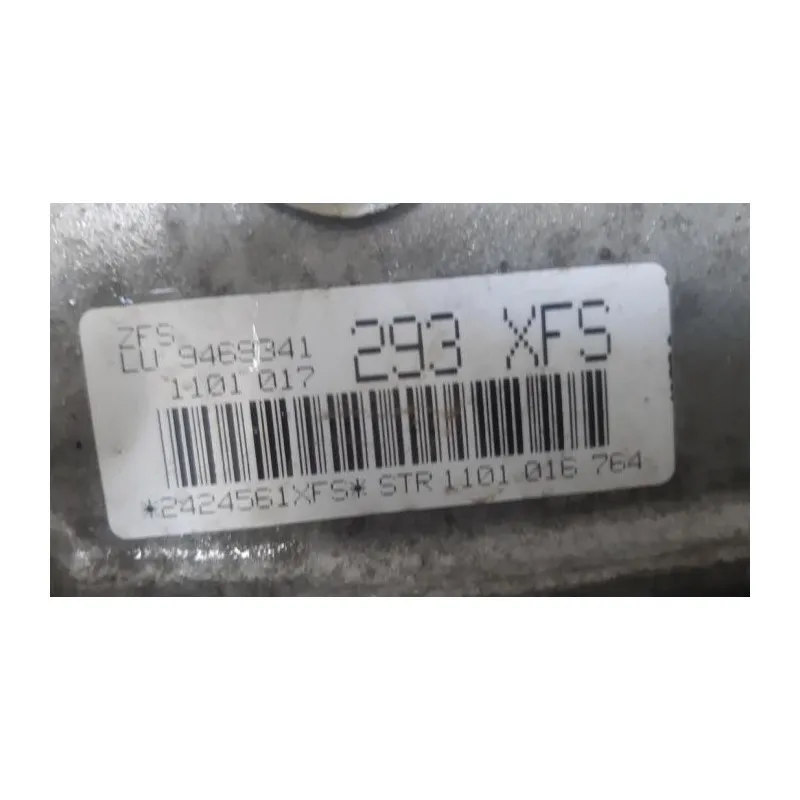 ZFS
LU 9469341 293 XFS
1101 017
*2424561XFS* STR 1101 016 764